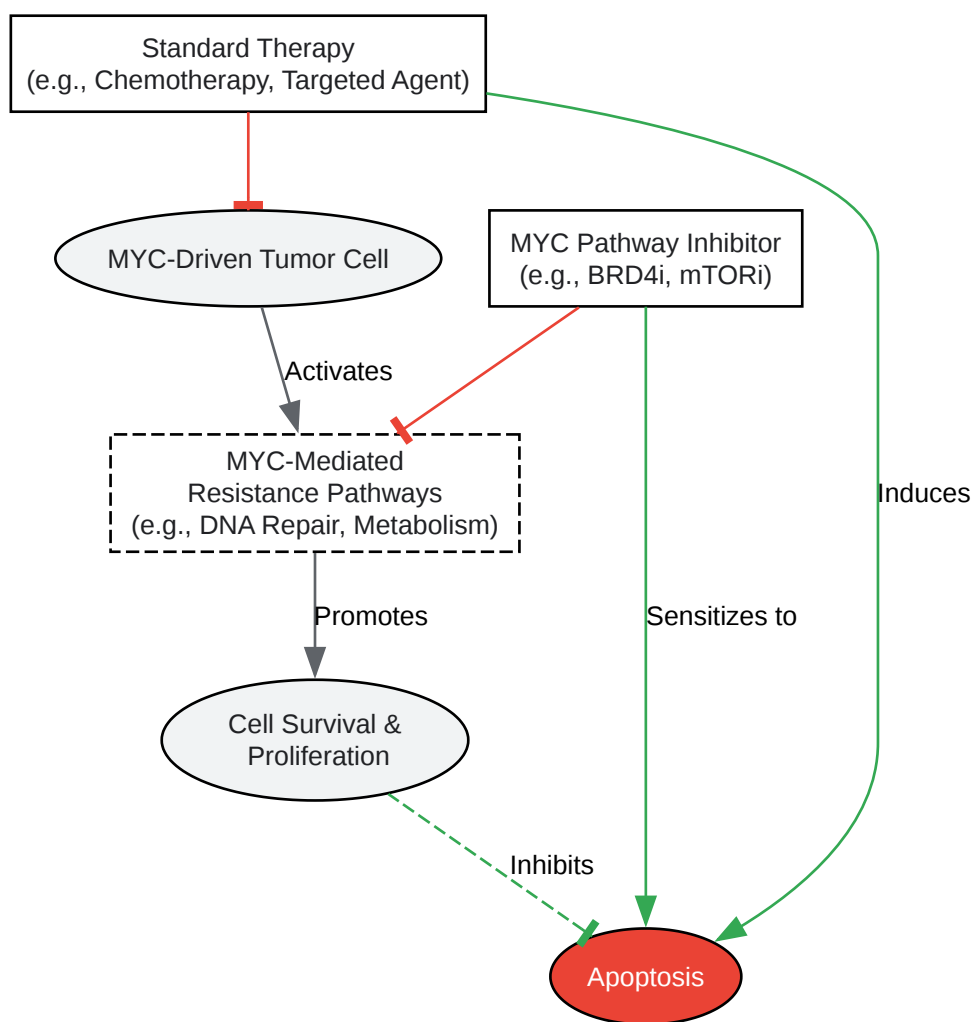 Standard Therapy
(e.g., Chemotherapy, Targeted Agent)
MYC-Driven Tumor Cell
MYC Pathway Inhibitor
(e.g., BRD4i, mTORi)
Activates
MYC-Mediated
Resistance Pathways
(e.g., DNA Repair, Metabolism)
Induces
Promotes
Sensitizes to
Cell Survival &
Proliferation
Inhibits
Apoptosis